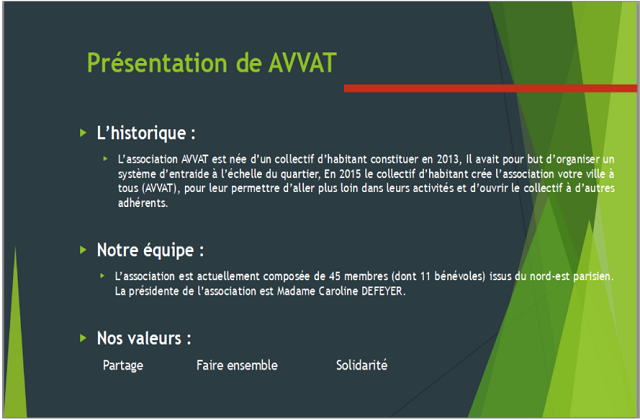 Présentation de AVVAT
L’historique :
L’association AVVAT est née d’un collectif d’habitant constituer en 2013, Il avait pour but d’organiser un
système d’entraide à l’échelle du quartier, En 2015 le collectif d’habitant crée l’association votre ville à
tous (AVVAT), pour leur permettre d’aller plus loin dans leurs activités et d’ouvrir le collectif à d’autres
adhérents.
Notre équipe :
L’association est actuellement composée de 45 membres (dont 11 bénévoles) issus du nord-est parisien.
La présidente de l’association est Madame Caroline DEFEYER.
Nos valeurs :
Partage Faire ensemble Solidarité